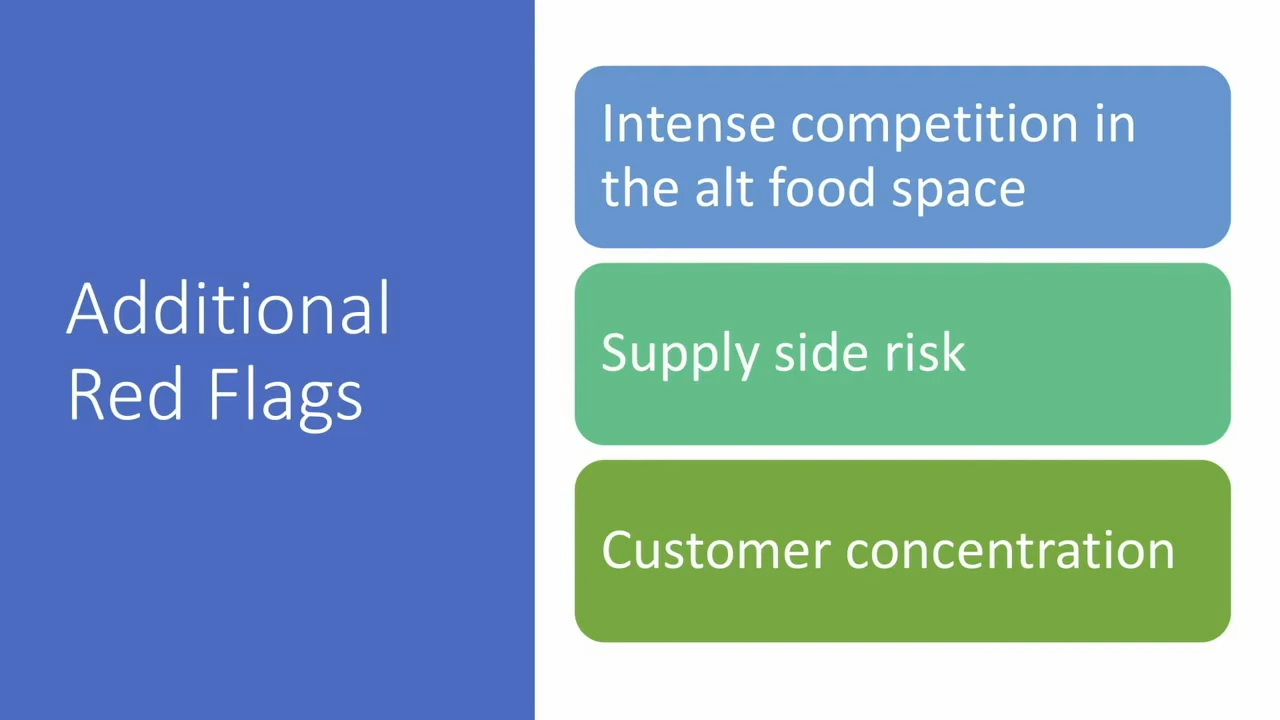 Additional
Red Flags
Intense competition in
the alt food space
Supply side risk
Customer concentration